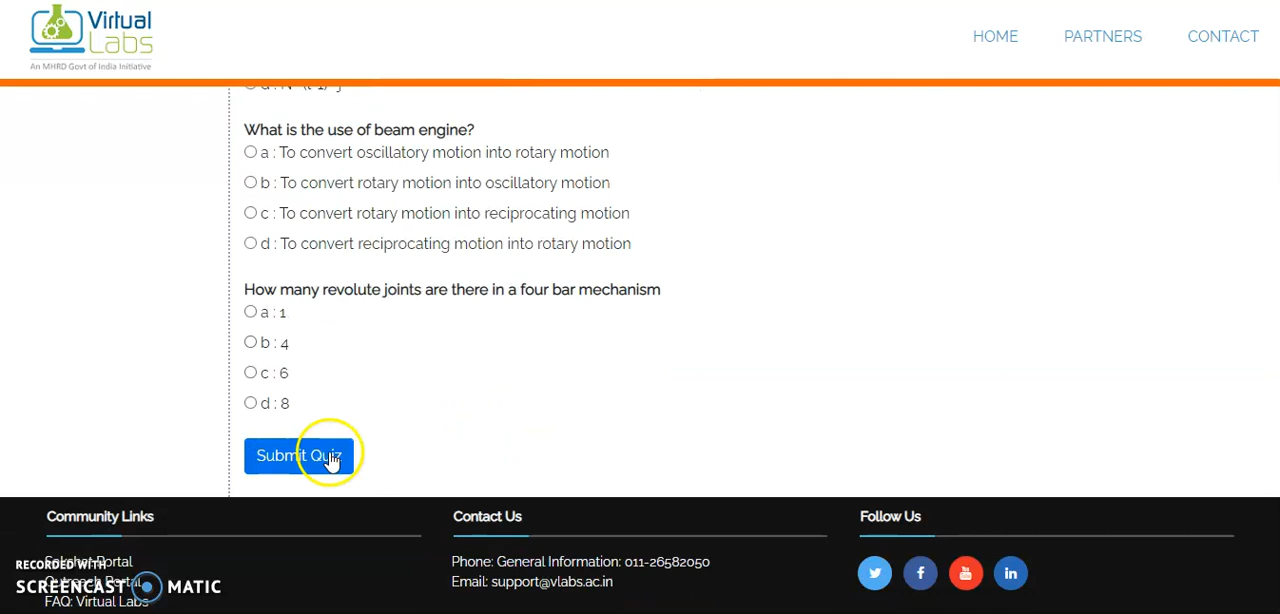 Virtual
Labs
An MHRD Govt of India Initiative
HOME
PARTNERS
CONTACT
What is the use of beam engine?
a : To convert oscillatory motion into rotary motion
b : To convert rotary motion into oscillatory motion
c : To convert rotary motion into reciprocating motion
d : To convert reciprocating motion into rotary motion
How many revolute joints are there in a four bar mechanism
a : 1
b : 4
c : 6
d : 8
Submit Quiz
Community Links
Contact Us
Follow Us
Sakshat Portal
Outreach Portal
FAQ: Virtual Labs
Phone: General Information: 011-26582050
Email: support@vlabs.ac.in
RECORDED WITH
SCREENCAST MATIC